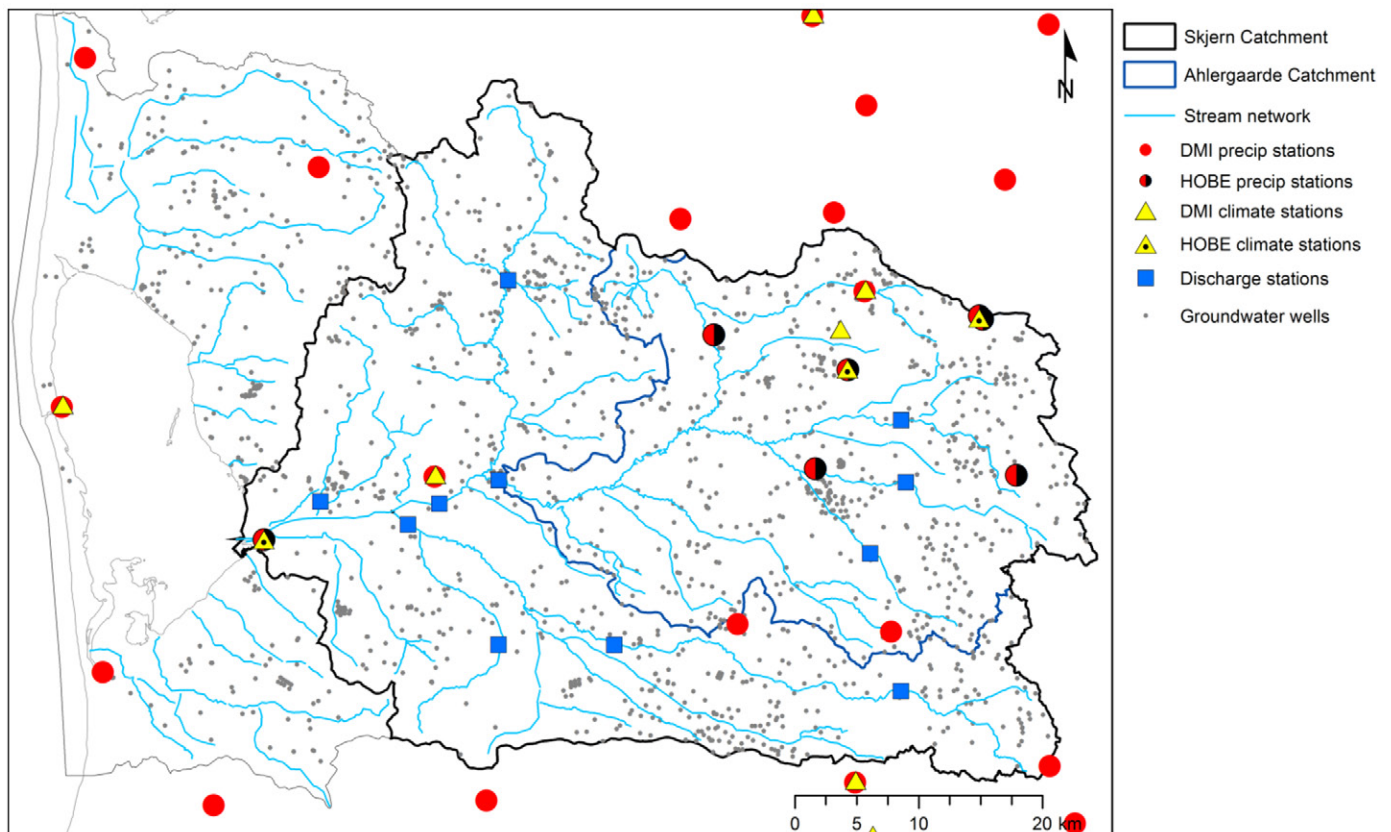 N
Skjern Catchment
Ahlergaarde Catchment
Stream network
DMI precip stations
HOBE precip stations
DMI climate stations
HOBE climate stations
Discharge stations
Groundwater wells
0 5 10 20 km